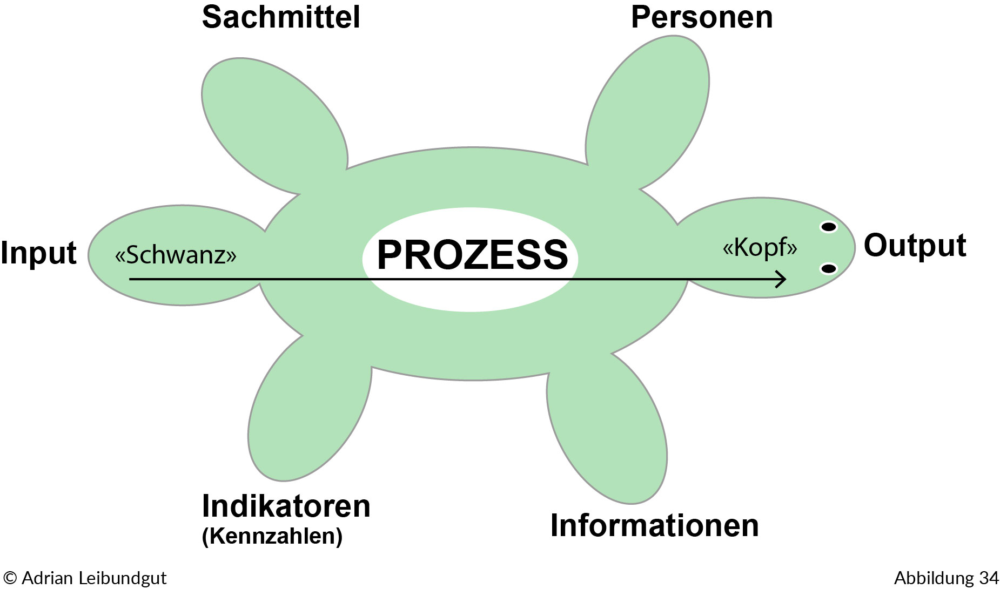 Sachmittel
Personen
Input
«Schwanz»
PROZESS
«Kopf»
Output
Indikatoren
(Kennzahlen)
Informationen
© Adrian Leibundgut
Abbildung 34